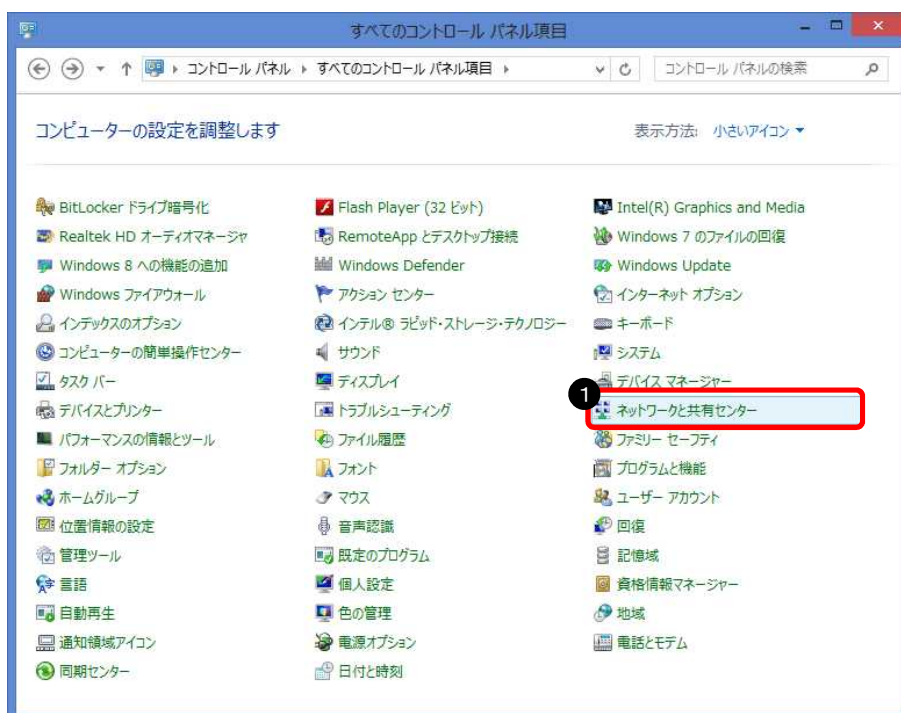 すべてのコントロール パネル項目
コントロール パネル ▸ すべてのコントロール パネル項目 ▸
コントロール パネルの検索
コンピューターの設定を調整します
表示方法: 小さいアイコン
BitLocker ドライブ暗号化
Flash Player (32 ビット)
Intel(R) Graphics and Media
Realtek HD オーディオマネージャ
RemoteApp とデスクトップ接続
Windows 7 のファイルの回復
Windows 8 への機能の追加
Windows Defender
Windows Update
Windows ファイアウォール
アクション センター
インターネット オプション
インデックスのオプション
インテル® ラピッド・ストレージ・テクノロジー
キーボード
コンピューターの簡単操作センター
サウンド
システム
タスク バー
ディスプレイ
デバイス マネージャー
1
デバイスとプリンター
トラブルシューティング
ネットワークと共有センター
パフォーマンスの情報とツール
ファイル履歴
ファミリー セーフティ
フォルダー オプション
フォント
プログラムと機能
ホームグループ
マウス
ユーザー アカウント
位置情報の設定
音声認識
回復
管理ツール
既定のプログラム
記憶域
言語
個人設定
資格情報マネージャー
自動再生
色の管理
地域
通知領域アイコン
電源オプション
電話とモデム
同期センター
日付と時刻